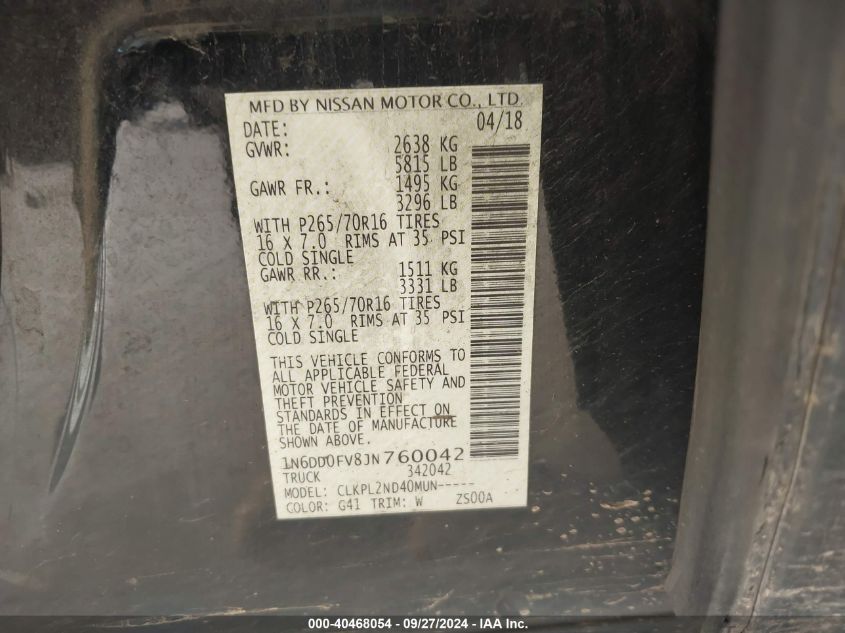 MFD BY NISSAN MOTOR CO., LTD.
DATE: 04/18
GVWR: 2638 KG
5815 LB
GAWR FR.: 1495 KG
3296 LB
WITH P265/70R16 TIRES
16 X 7.0 RIMS AT 35 PSI
COLD SINGLE
GAWR RR.: 1511 KG
3331 LB
WITH P265/70R16 TIRES
16 X 7.0 RIMS AT 35 PSI
COLD SINGLE
THIS VEHICLE CONFORMS TO
ALL APPLICABLE FEDERAL
MOTOR VEHICLE SAFETY AND
THEFT PREVENTION
STANDARDS IN EFFECT ON
THE DATE OF MANUFACTURE
SHOWN ABOVE.
1N6DD0FV8JN760042
TRUCK 342042
MODEL: CLKPL2ND40MUN-----
COLOR: G41 TRIM: W ZS00A
000-40468054 - 09/27/2024 - IAA Inc.